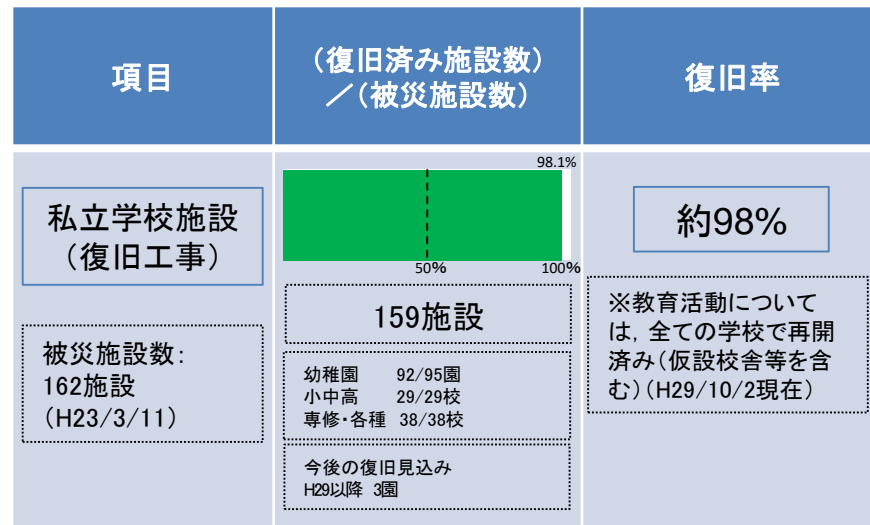 項目
(復旧済み施設数)
／(被災施設数)
復旧率
私立学校施設
(復旧工事)
被災施設数：
162施設
(H23/3/11)
98.1%
50%
100%
159施設
幼稚園　92/95園
小中高　29/29校
専修・各種　38/38校
今後の復旧見込み
H29以降 3園
約98%
※教育活動について
は，全ての学校で再開
済み(仮設校舎等を含
む)(H29/10/2現在)